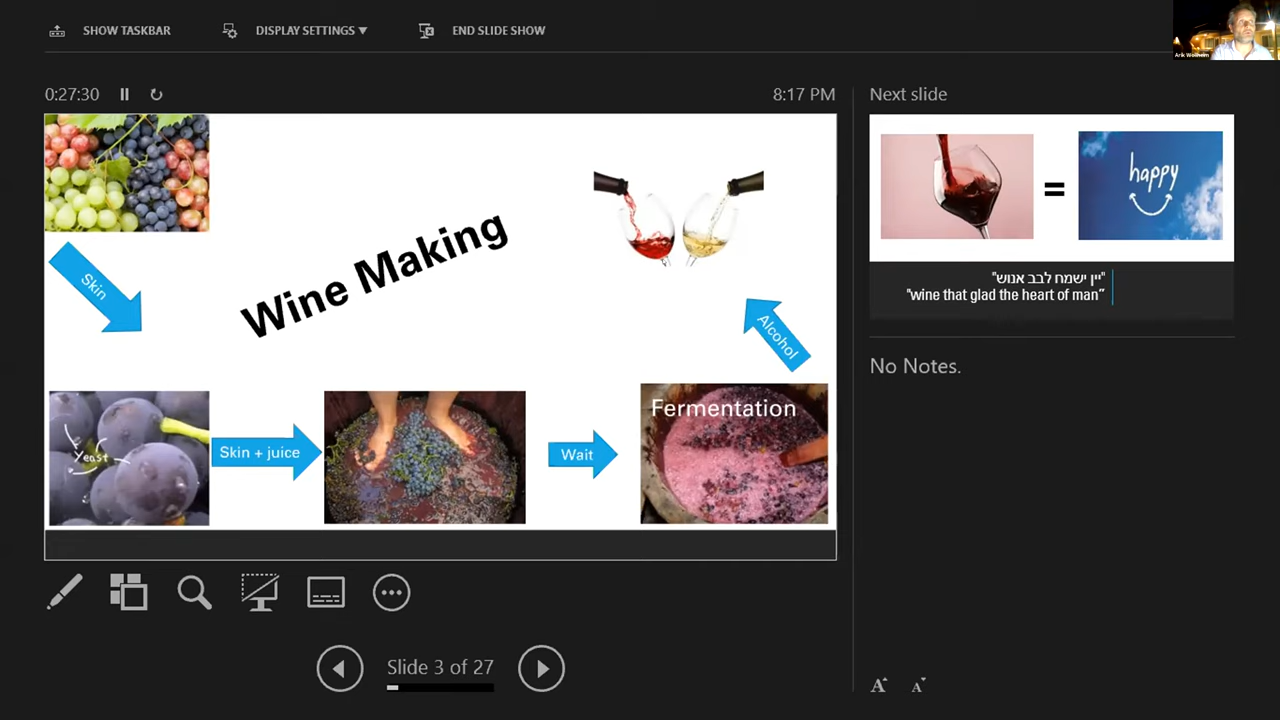 SHOW TASKBAR
DISPLAY SETTINGS
END SLIDE SHOW
Arik Wollheim
0:27:30
8:17 PM
Next slide
Skin
Wine Making
Alcohol
Yeast
Skin + juice
Wait
Fermentation
=
happy
"יין ישמח לבב אנוש"
"wine that glad the heart of man”
No Notes.
Slide 3 of 27
A A